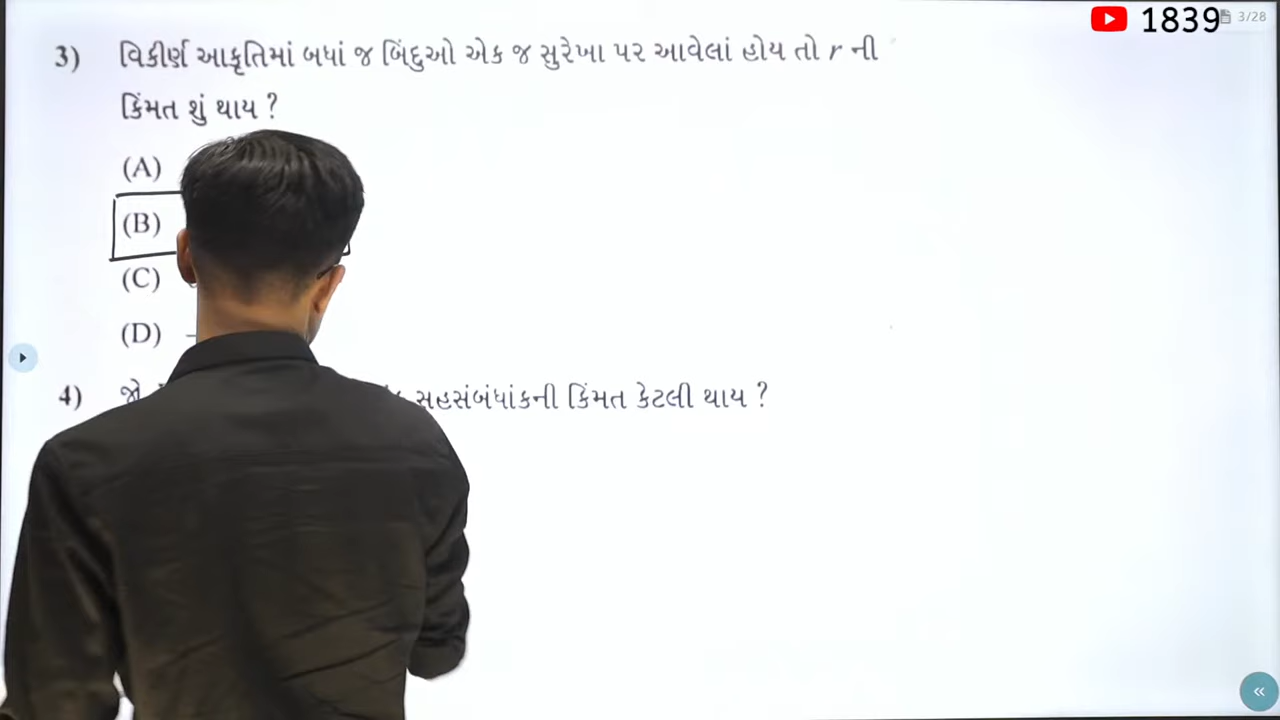 1839
3/28
3) વિકીર્ણ આકૃતિમાં બધાં જ બિંદુઓ એક જ સુરેખા પર આવેલાં હોય તો r ની
કિંમત શું થાય ?
(A)
(B)
(C)
(D) –
4) જો સહસંબંધાંકની કિંમત કેટલી થાય ?
«